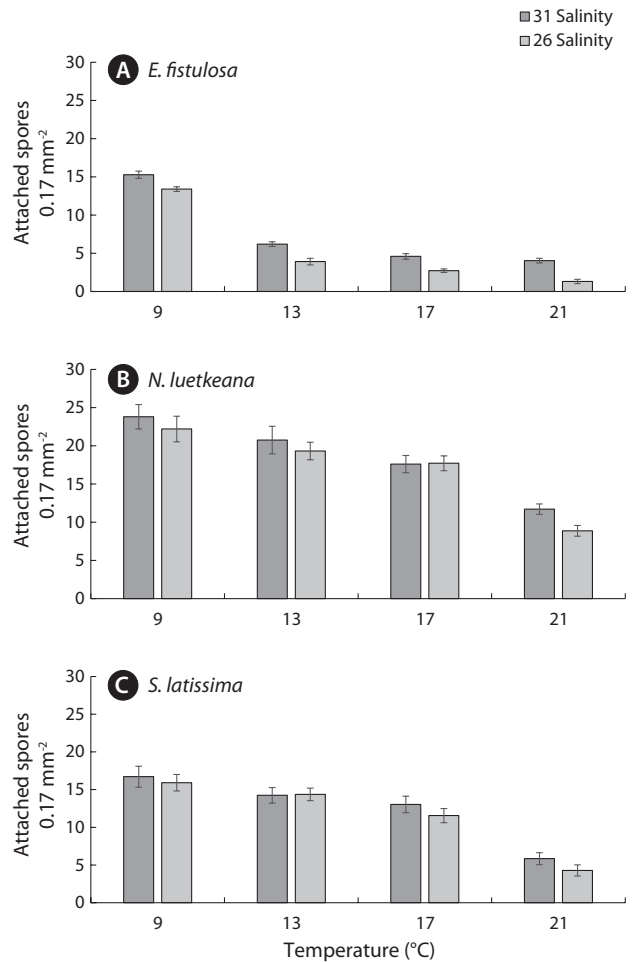 31 Salinity
26 Salinity
A E. fistulosa
Attached spores
0.17 mm⁻²
30
25
20
15
10
5
0
9 13 17 21
B N. luetkeana
Attached spores
0.17 mm⁻²
30
25
20
15
10
5
0
9 13 17 21
C S. latissima
Attached spores
0.17 mm⁻²
30
25
20
15
10
5
0
9 13 17 21
Temperature (°C)